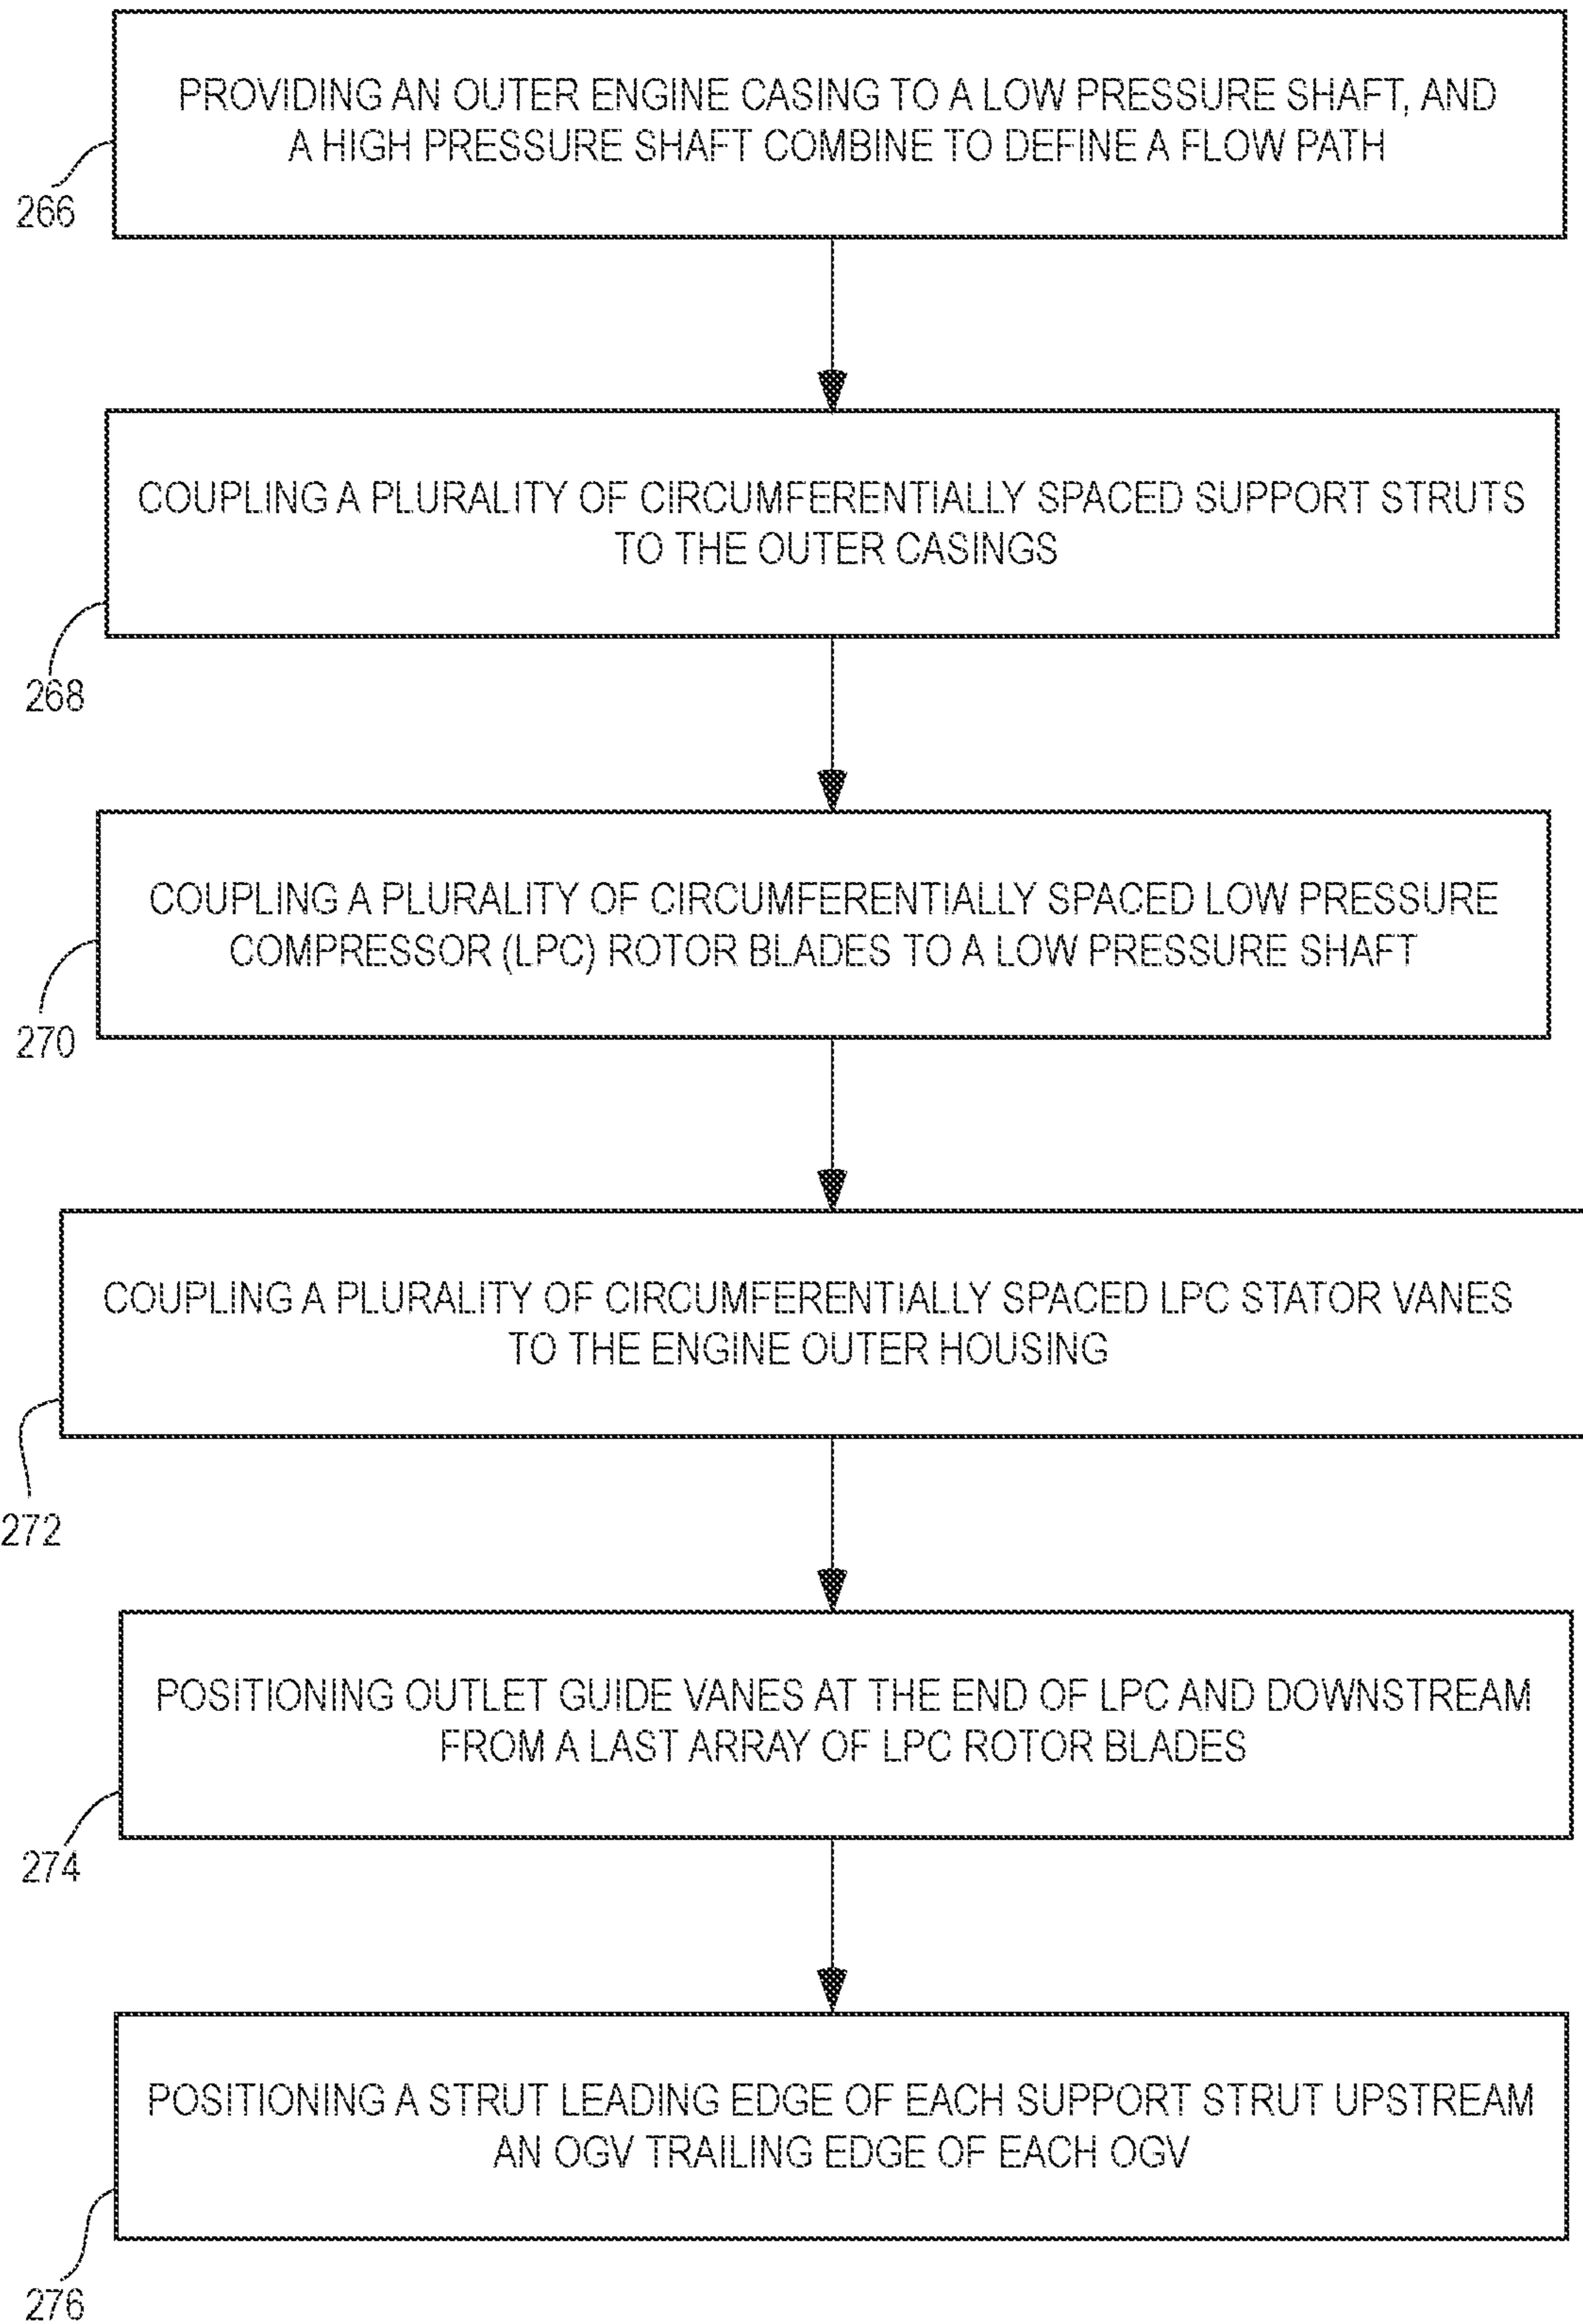 PROVIDING AN OUTER ENGINE CASING TO A LOW PRESSURE SHAFT, AND
A HIGH PRESSURE SHAFT COMBINE TO DEFINE A FLOW PATH
266
COUPLING A PLURALITY OF CIRCUMFERENTIALLY SPACED SUPPORT STRUTS
TO THE OUTER CASINGS
268
COUPLING A PLURALITY OF CIRCUMFERENTIALLY SPACED LOW PRESSURE
COMPRESSOR (LPC) ROTOR BLADES TO A LOW PRESSURE SHAFT
270
COUPLING A PLURALITY OF CIRCUMFERENTIALLY SPACED LPC STATOR VANES
TO THE ENGINE OUTER HOUSING
272
POSITIONING OUTLET GUIDE VANES AT THE END OF LPC AND DOWNSTREAM
FROM A LAST ARRAY OF LPC ROTOR BLADES
274
POSITIONING A STRUT LEADING EDGE OF EACH SUPPORT STRUT UPSTREAM
AN OGV TRAILING EDGE OF EACH OGV
276